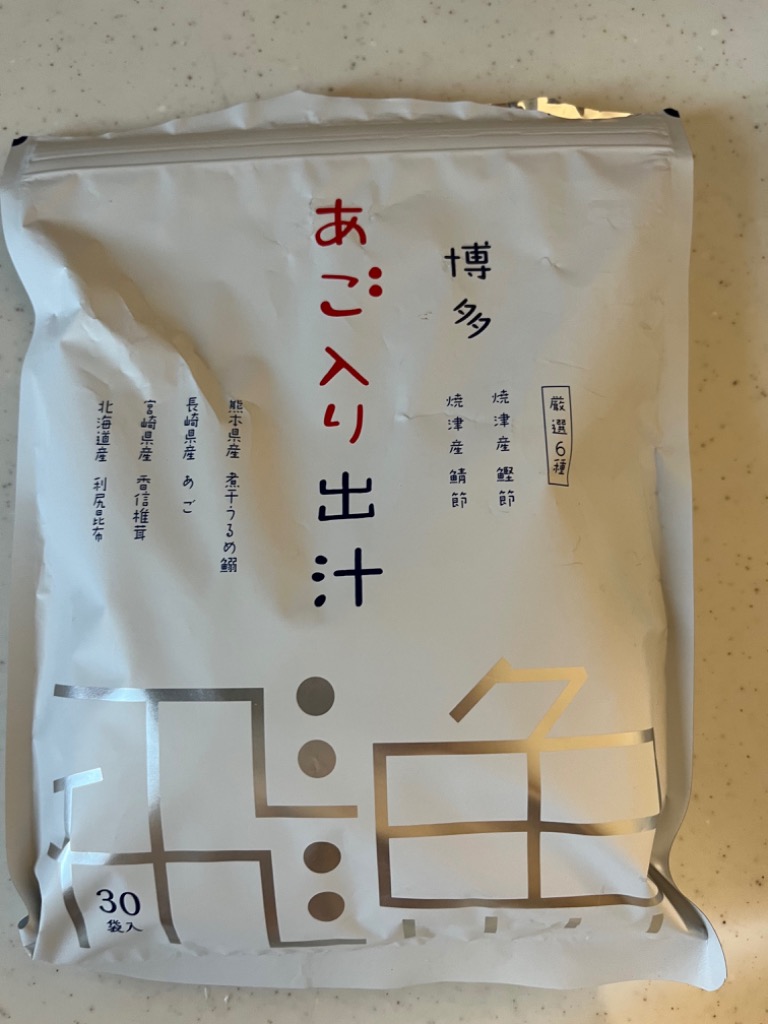 厳選6種
焼津産 鰹節
焼津産 鯖節
博多
あご入り出汁
熊本県産 煮干うるめ鰯
長崎県産 あご
宮崎県産 香信椎茸
北海道産 利尻昆布
飛魚
30
袋入